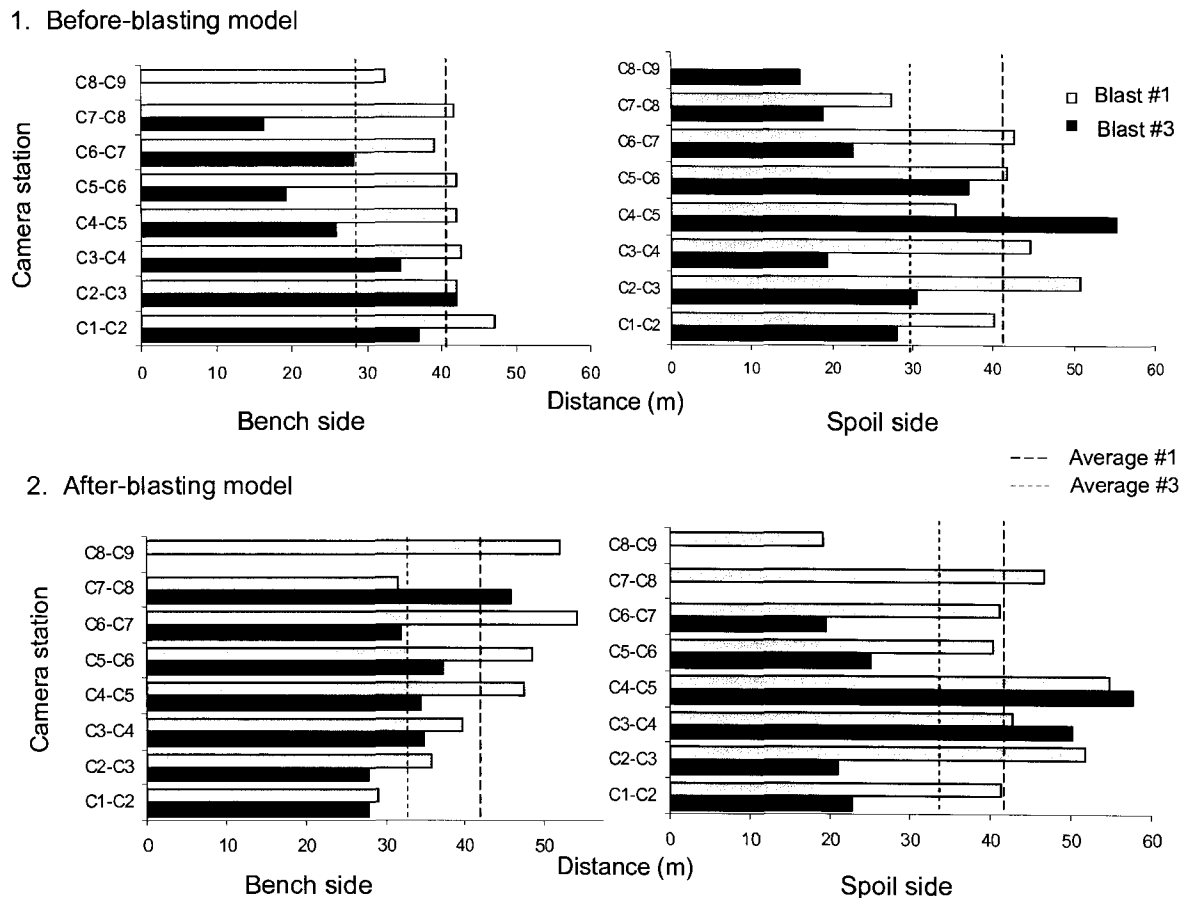 1. Before-blasting model
Camera station
C8-C9
C7-C8
C6-C7
C5-C6
C4-C5
C3-C4
C2-C3
C1-C2
0 10 20 30 40 50 60
Bench side
C8-C9
C7-C8
C6-C7
C5-C6
C4-C5
C3-C4
C2-C3
C1-C2
0 10 20 30 40 50 60
Spoil side
Distance (m)
Blast #1
Blast #3
Average #1
Average #3
2. After-blasting model
Camera station
C8-C9
C7-C8
C6-C7
C5-C6
C4-C5
C3-C4
C2-C3
C1-C2
0 10 20 30 40 50
Bench side
C8-C9
C7-C8
C6-C7
C5-C6
C4-C5
C3-C4
C2-C3
C1-C2
0 10 20 30 40 50 60
Spoil side
Distance (m)